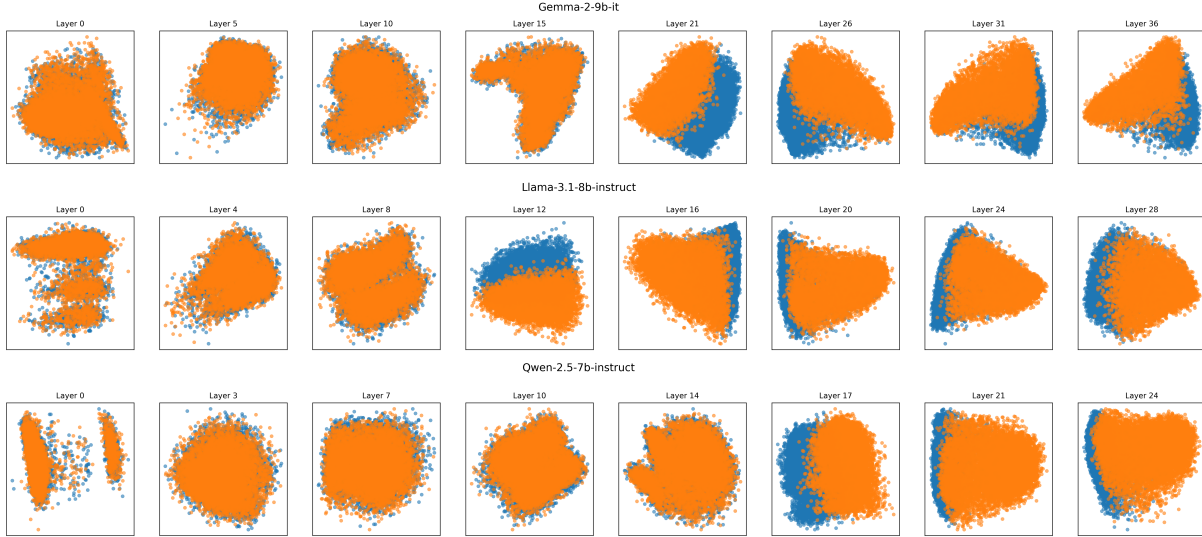 Gemma-2-9b-it
Layer 0 Layer 5 Layer 10 Layer 15 Layer 21 Layer 26 Layer 31 Layer 36
Llama-3.1-8b-instruct
Layer 0 Layer 4 Layer 8 Layer 12 Layer 16 Layer 20 Layer 24 Layer 28
Qwen-2.5-7b-instruct
Layer 0 Layer 3 Layer 7 Layer 10 Layer 14 Layer 17 Layer 21 Layer 24